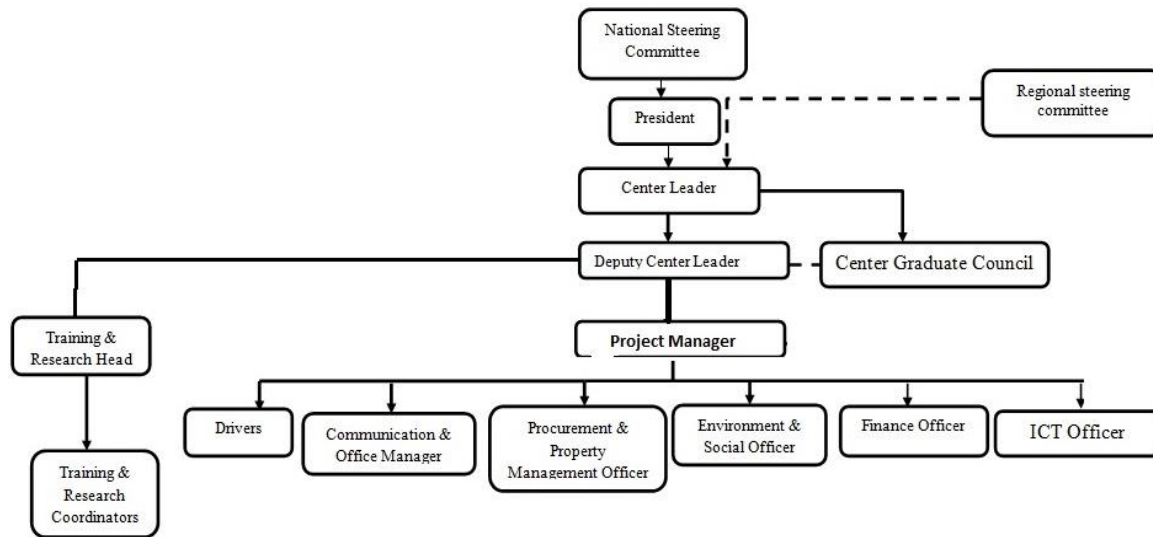 National Steering
Committee
Regional steering
committee
President
Center Leader
Deputy Center Leader
Center Graduate Council
Training &
Research Head
Project Manager
Drivers
Communication &
Office Manager
Procurement &
Property
Management Officer
Environment &
Social Officer
Finance Officer
ICT Officer
Training &
Research
Coordinators